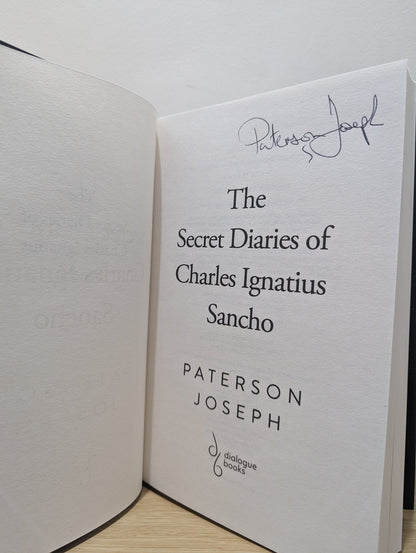 Paterson Joseph
The
Secret Diaries of
Charles Ignatius
Sancho
PATERSON
JOSEPH
dialogue
books